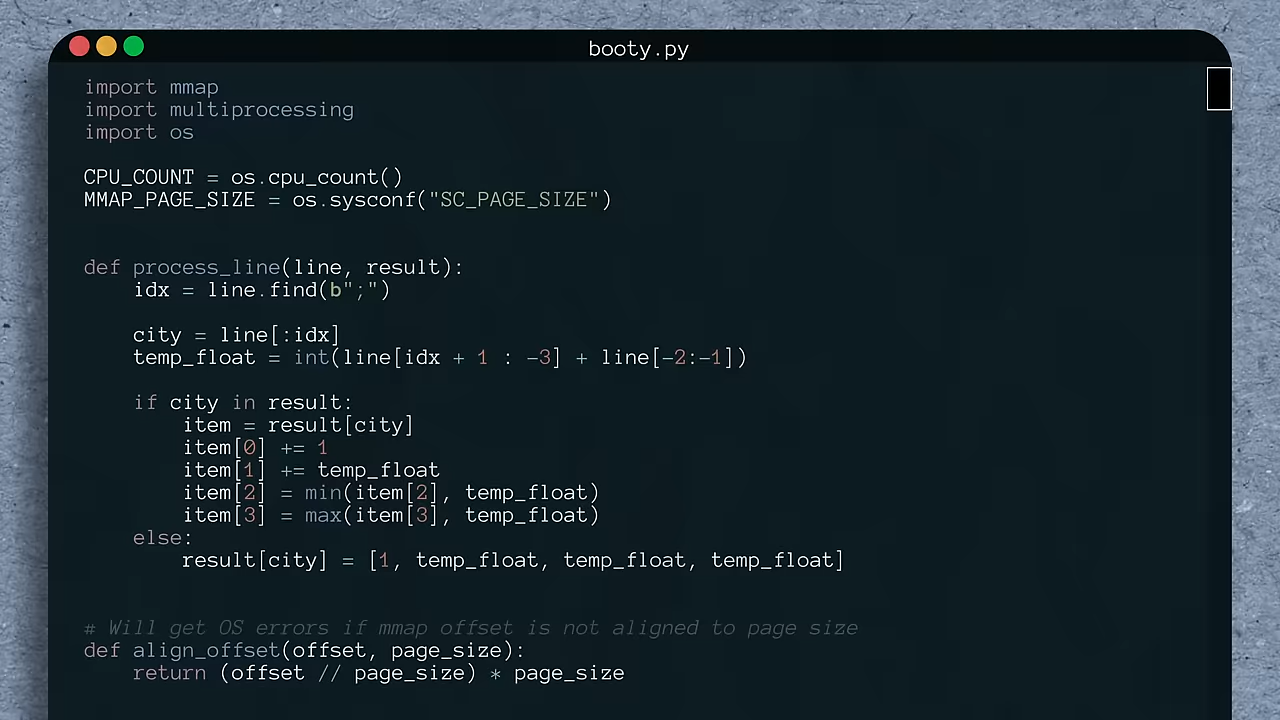 booty.py
import mmap
import multiprocessing
import os
CPU_COUNT = os.cpu_count()
MMAP_PAGE_SIZE = os.sysconf("SC_PAGE_SIZE")
def process_line(line, result):
    idx = line.find(b";")
    city = line[:idx]
    temp_float = int(line[idx + 1 : -3] + line[-2:-1])
    if city in result:
        item = result[city]
        item[0] += 1
        item[1] += temp_float
        item[2] = min(item[2], temp_float)
        item[3] = max(item[3], temp_float)
    else:
        result[city] = [1, temp_float, temp_float, temp_float]
# Will get OS errors if mmap offset is not aligned to page size
def align_offset(offset, page_size):
    return (offset // page_size) * page_size